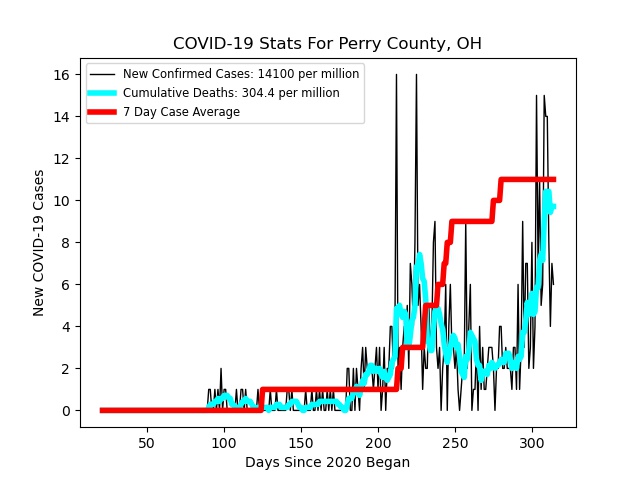 COVID-19 Stats For Perry County, OH
New Confirmed Cases: 14100 per million
Cumulative Deaths: 304.4 per million
7 Day Case Average
New COVID-19 Cases
16
14
12
10
8
6
4
2
0
50 100 150 200 250 300
Days Since 2020 Began